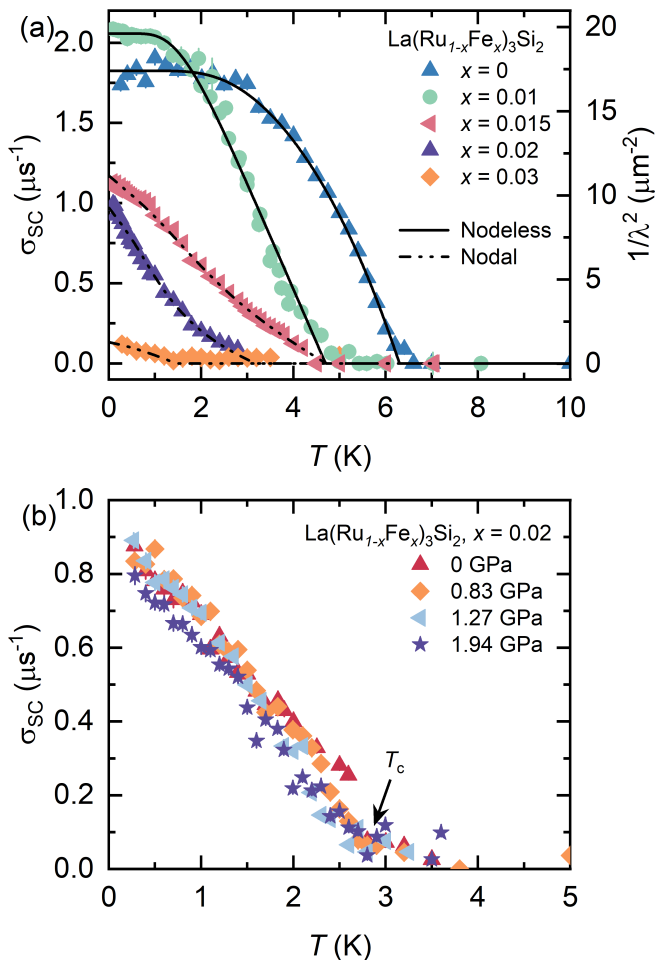 (a)
La(Ru1-xFex)3Si2
x = 0
x = 0.01
x = 0.015
x = 0.02
x = 0.03
Nodeless
Nodal
2.0
1.5
1.0
0.5
0.0
σSC (μs-1)
20
15
10
5
0
1/λ2 (μm-2)
0 2 4 6 8 10
T (K)
(b)
La(Ru1-xFex)3Si2, x = 0.02
0 GPa
0.83 GPa
1.27 GPa
1.94 GPa
Tc
1.0
0.8
0.6
0.4
0.2
0.0
σSC (μs-1)
0 1 2 3 4 5
T (K)